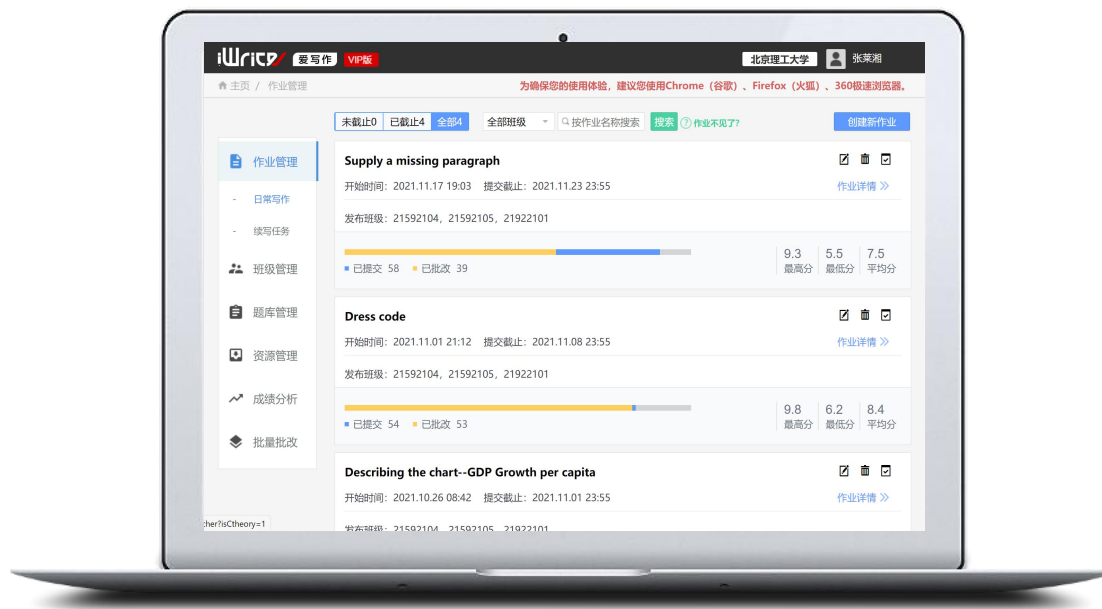 iWrite 爱写作 VIP版 北京理工大学 张莱湘
主页 / 作业管理 为确保您的使用体验，建议您使用Chrome（谷歌）、Firefox（火狐）、360极速浏览器。
未截止0 已截止4 全部4 全部班级 按作业名称搜索 搜索 ? 作业不见了? 创建新作业
作业管理
- 日常写作
- 续写任务
班级管理
题库管理
资源管理
成绩分析
批量批改
Supply a missing paragraph
开始时间：2021.11.17 19:03 提交截止：2021.11.23 23:55 作业详情
发布班级：21592104，21592105，21922101
9.3 5.5 7.5
已提交 58 已批改 39 最高分 最低分 平均分
Dress code
开始时间：2021.11.01 21:12 提交截止：2021.11.08 23:55 作业详情
发布班级：21592104，21592105，21922101
9.8 6.2 8.4
已提交 54 已批改 53 最高分 最低分 平均分
Describing the chart--GDP Growth per capita
开始时间：2021.10.26 08:42 提交截止：2021.11.01 23:55 作业详情
发布班级：21592104，21592105，21922101
ther?isCtheory=1